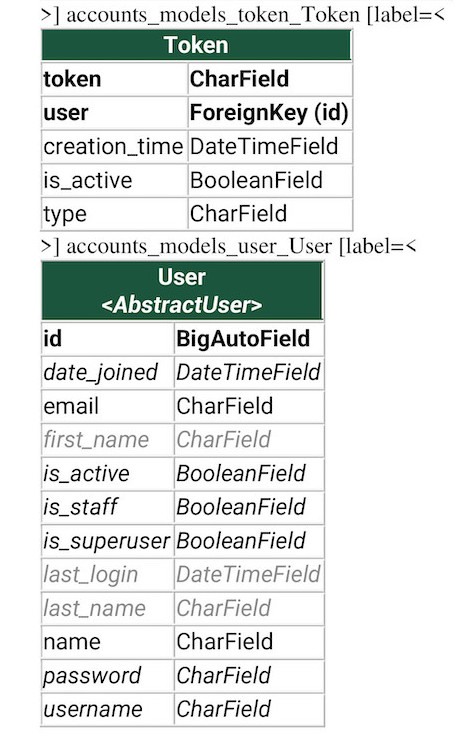 >] accounts_models_token_Token [label=<
Token
token CharField
user ForeignKey (id)
creation_time DateTimeField
is_active BooleanField
type CharField
>] accounts_models_user_User [label=<
User
<AbstractUser>
id BigAutoField
date_joined DateTimeField
email CharField
first_name CharField
is_active BooleanField
is_staff BooleanField
is_superuser BooleanField
last_login DateTimeField
last_name CharField
name CharField
password CharField
username CharField